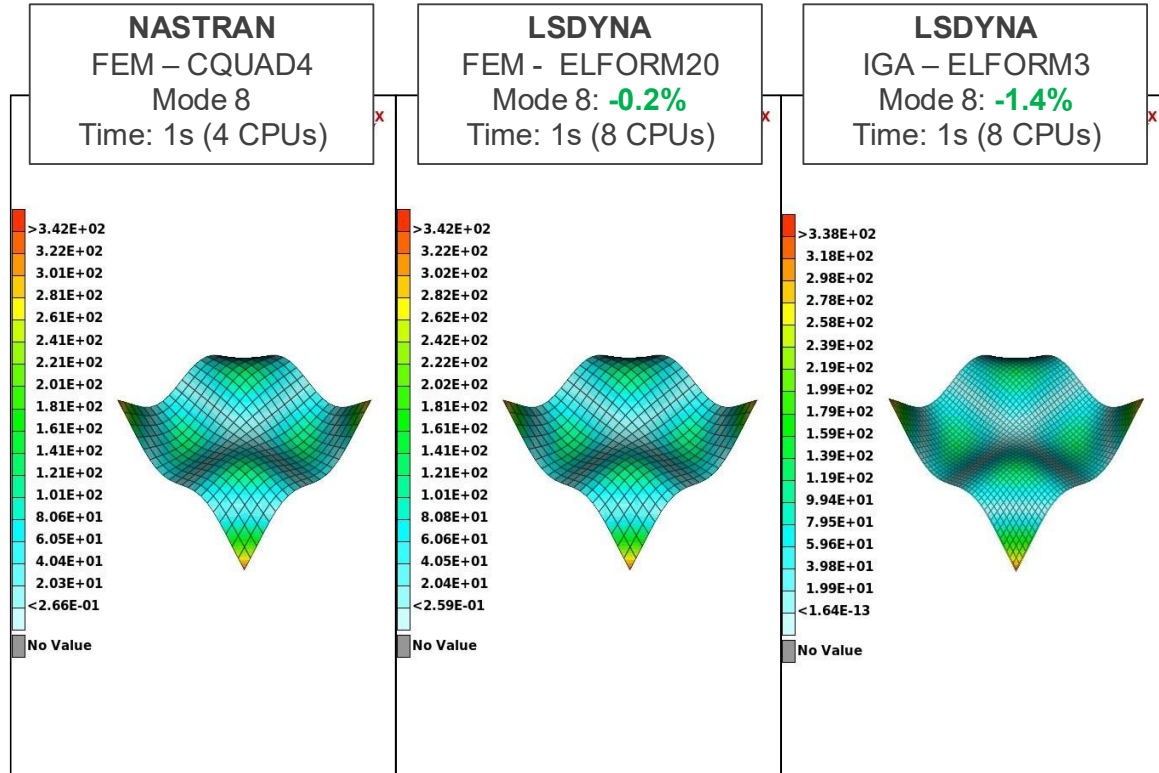 NASTRAN
FEM – CQUAD4
Mode 8
Time: 1s (4 CPUs)
X
>3.42E+02
3.22E+02
3.01E+02
2.81E+02
2.61E+02
2.41E+02
2.21E+02
2.01E+02
1.81E+02
1.61E+02
1.41E+02
1.21E+02
1.01E+02
8.06E+01
6.05E+01
4.04E+01
2.03E+01
<2.66E-01
No Value
LSDYNA
FEM - ELFORM20
Mode 8: -0.2%
Time: 1s (8 CPUs)
X
>3.42E+02
3.22E+02
3.02E+02
2.82E+02
2.62E+02
2.42E+02
2.22E+02
2.02E+02
1.81E+02
1.61E+02
1.41E+02
1.21E+02
1.01E+02
8.08E+01
6.06E+01
4.05E+01
2.04E+01
<2.59E-01
No Value
LSDYNA
IGA – ELFORM3
Mode 8: -1.4%
Time: 1s (8 CPUs)
X
>3.38E+02
3.18E+02
2.98E+02
2.78E+02
2.58E+02
2.39E+02
2.19E+02
1.99E+02
1.79E+02
1.59E+02
1.39E+02
1.19E+02
9.94E+01
7.95E+01
5.96E+01
3.98E+01
1.99E+01
<1.64E-13
No Value